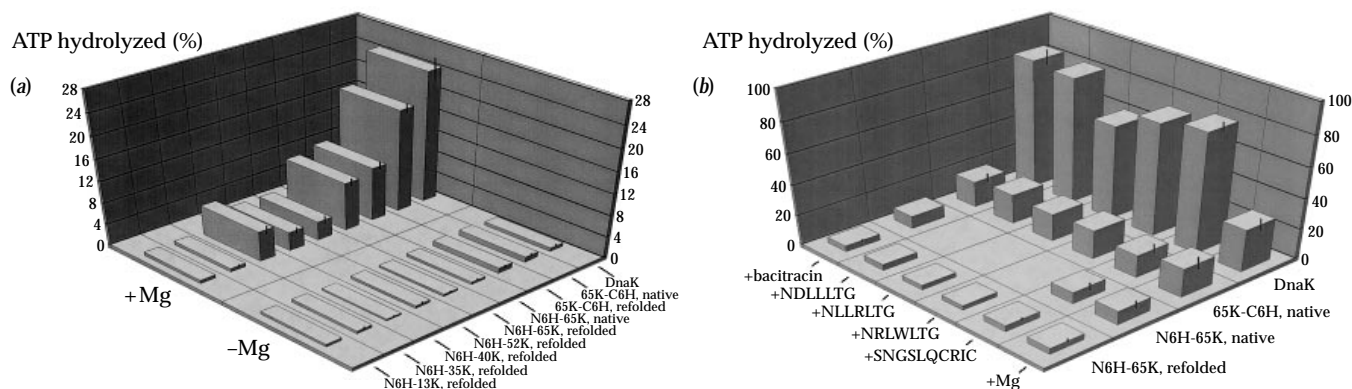 ATP hydrolyzed (%)
(a)
28
24
20
16
12
8
4
0
28
24
20
16
12
8
4
0
+Mg
–Mg
DnaK
65K-C6H, native
65K-C6H, refolded
N6H-65K, native
N6H-65K, refolded
N6H-52K, refolded
N6H-40K, refolded
N6H-35K, refolded
N6H-13K, refolded
ATP hydrolyzed (%)
(b)
100
80
60
40
20
0
100
80
60
40
20
0
+bacitracin
+NDLLLTG
+NLLRLTG
+NRLWLTG
+SNGSLQCRIC
+Mg
DnaK
65K-C6H, native
N6H-65K, native
N6H-65K, refolded